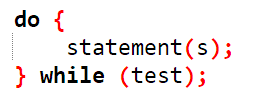 do {
    statement(s);
} while (test);